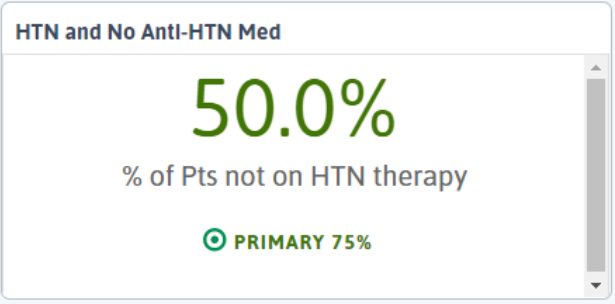 HTN and No Anti-HTN Med
50.0%
% of Pts not on HTN therapy
PRIMARY 75%